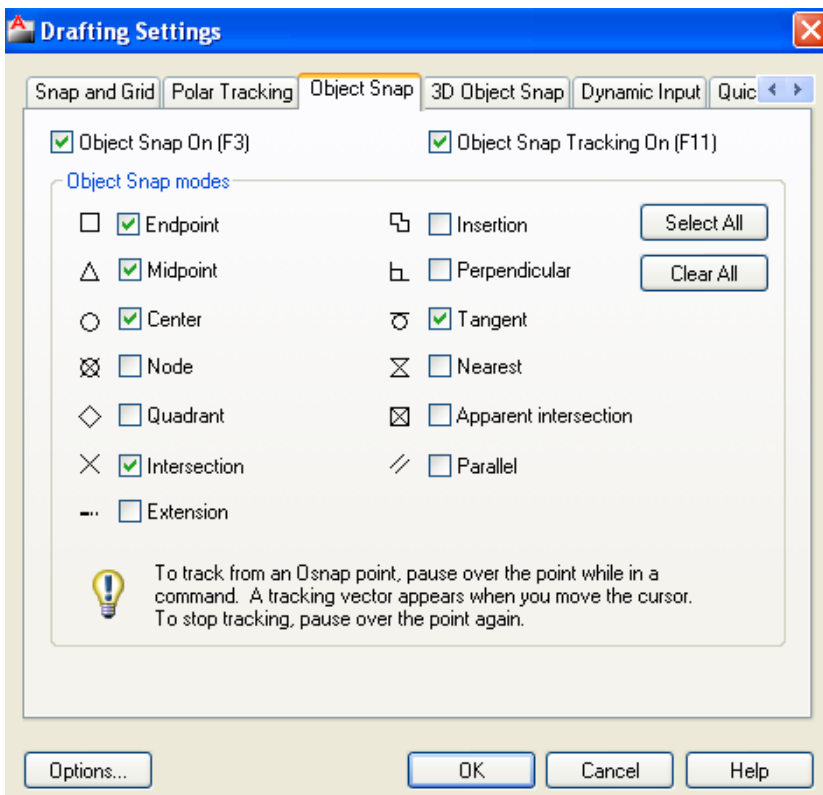 Drafting Settings
Snap and Grid Polar Tracking Object Snap 3D Object Snap Dynamic Input Quic
Object Snap On (F3) Object Snap Tracking On (F11)
Object Snap modes
Endpoint Insertion Select All
Midpoint Perpendicular Clear All
Center Tangent
Node Nearest
Quadrant Apparent intersection
Intersection Parallel
Extension
To track from an Osnap point, pause over the point while in a
command. A tracking vector appears when you move the cursor.
To stop tracking, pause over the point again.
Options... OK Cancel Help